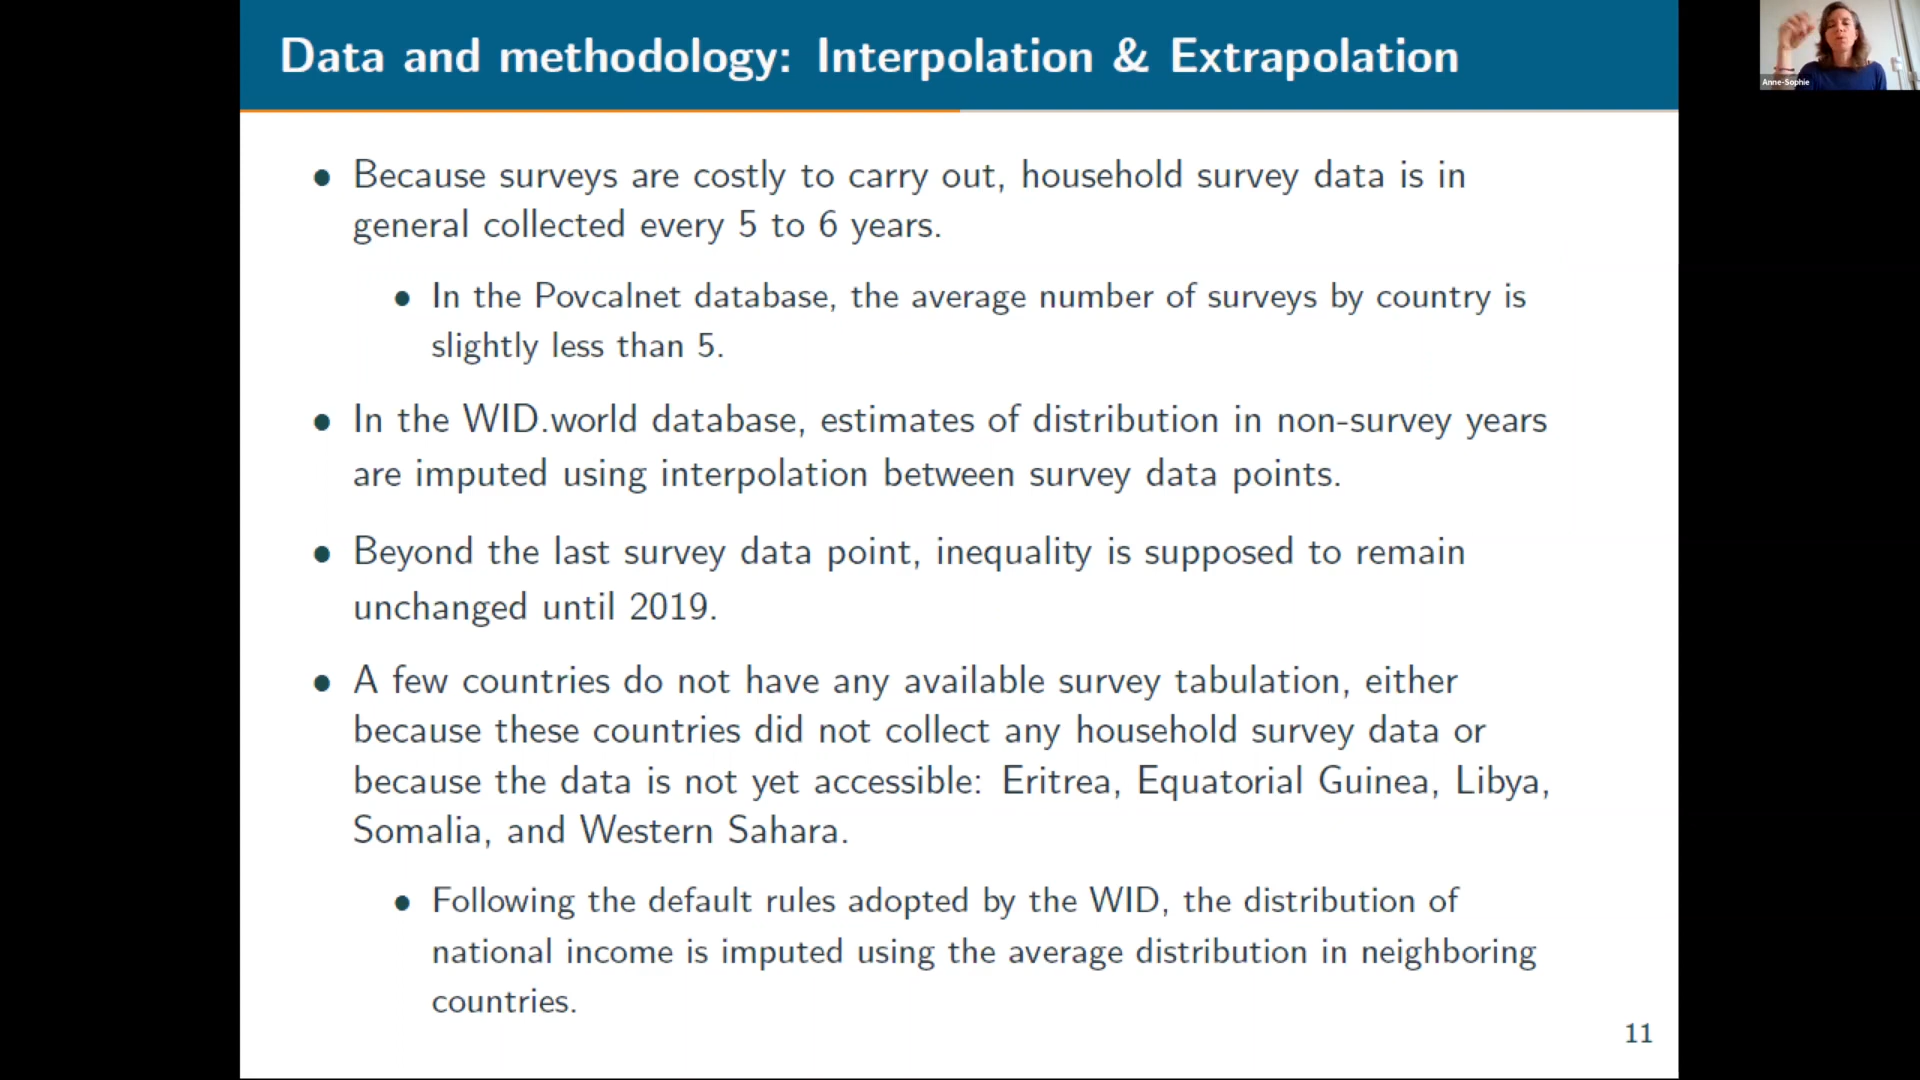 Data and methodology: Interpolation & Extrapolation
Anne-Sophie
• Because surveys are costly to carry out, household survey data is in
general collected every 5 to 6 years.
• In the Povcalnet database, the average number of surveys by country is
slightly less than 5.
• In the WID.world database, estimates of distribution in non-survey years
are imputed using interpolation between survey data points.
• Beyond the last survey data point, inequality is supposed to remain
unchanged until 2019.
• A few countries do not have any available survey tabulation, either
because these countries did not collect any household survey data or
because the data is not yet accessible: Eritrea, Equatorial Guinea, Libya,
Somalia, and Western Sahara.
• Following the default rules adopted by the WID, the distribution of
national income is imputed using the average distribution in neighboring
countries.
11